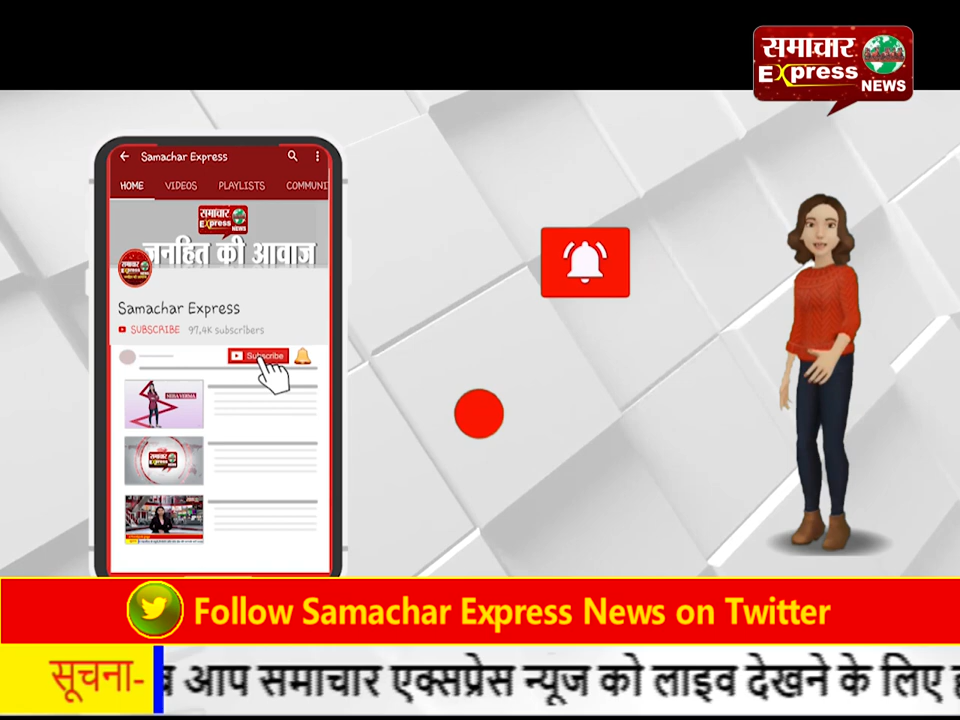 समाचार
Express
NEWS
Samachar Express
HOME VIDEOS PLAYLISTS COMMUNI
समाचार
Express
NEWS
जनहित की आवाज
Samachar Express
SUBSCRIBE 97.4K subscribers
Subscribe
Follow Samachar Express News on Twitter
सूचना- आप समाचार एक्सप्रेस न्यूज को लाइव देखने के लिए